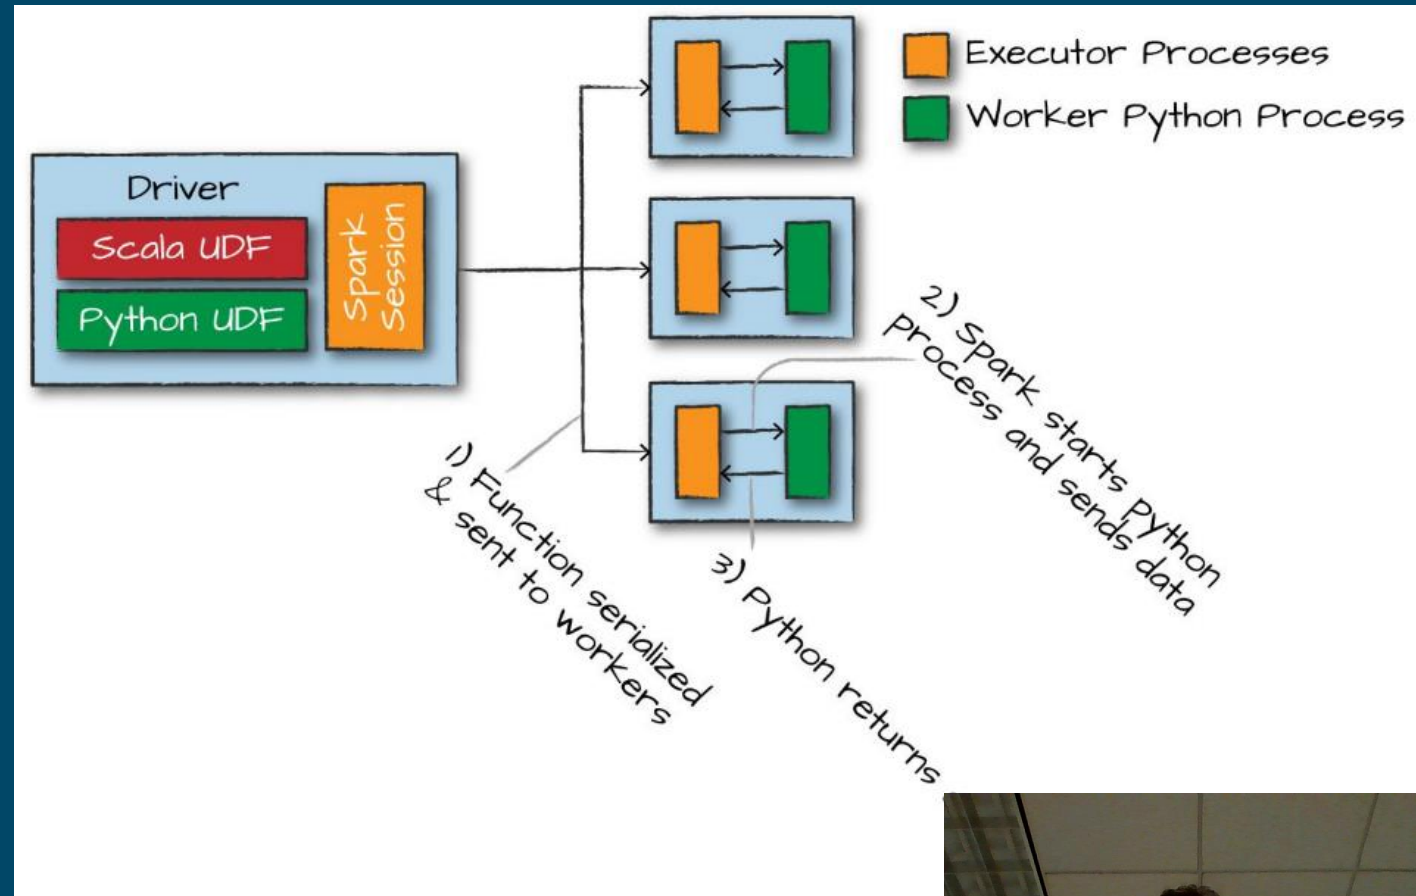 Driver
Scala UDF
Python UDF
Spark
Session
Executor Processes
Worker Python Process
1) Function serialized
& sent to workers
2) Spark starts Python
process and sends data
3) Python returns